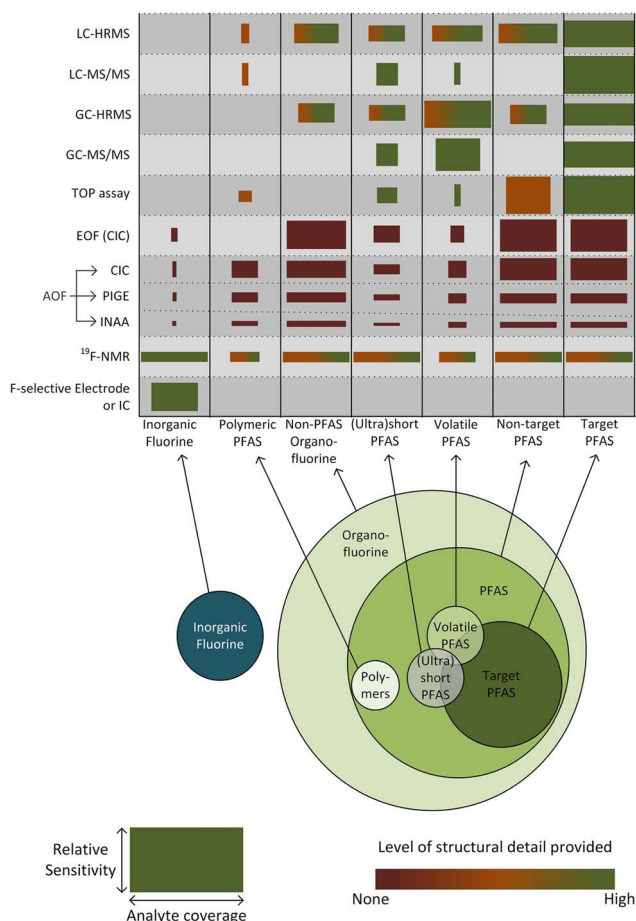 LC-HRMS
LC-MS/MS
GC-HRMS
GC-MS/MS
TOP assay
EOF (CIC)
CIC
AOF
PIGE
INAA
¹⁹F-NMR
F-selective Electrode
or IC
Inorganic
Fluorine
Polymeric
PFAS
Non-PFAS
Organo-
fluorine
(Ultra)short
PFAS
Volatile
PFAS
Non-target
PFAS
Target
PFAS
Organo-
fluorine
PFAS
Inorganic
Fluorine
Volatile
PFAS
(Ultra)
short
PFAS
Poly-
mers
Target
PFAS
Relative
Sensitivity
Analyte coverage
Level of structural detail provided
None
High